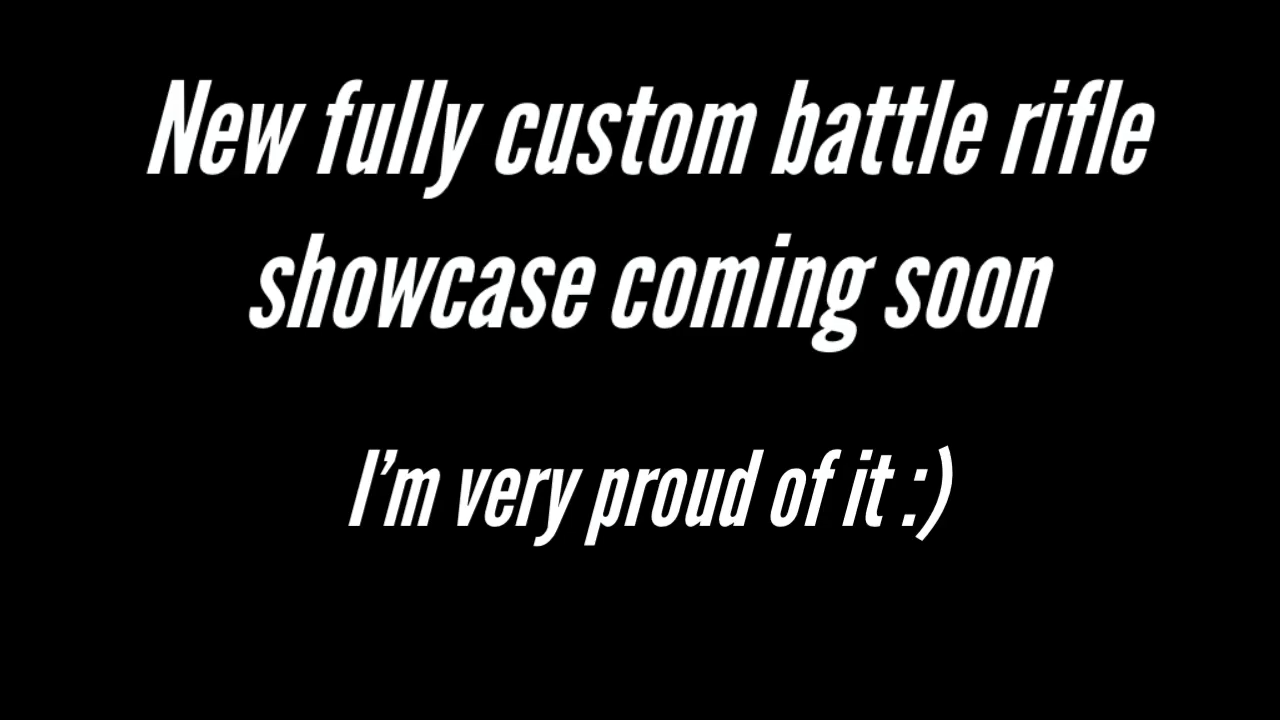 New fully custom battle rifle
showcase coming soon
I'm very proud of it :)